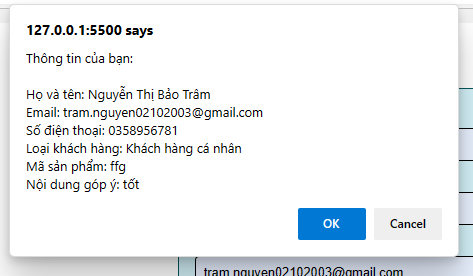 127.0.0.1:5500 says
Thông tin của bạn:
Họ và tên: Nguyễn Thị Bảo Trâm
Email: tram.nguyen02102003@gmail.com
Số điện thoại: 0358956781
Loại khách hàng: Khách hàng cá nhân
Mã sản phẩm: ffg
Nội dung góp ý: tốt
OK Cancel
tram.nguyen02102003@gmail.com